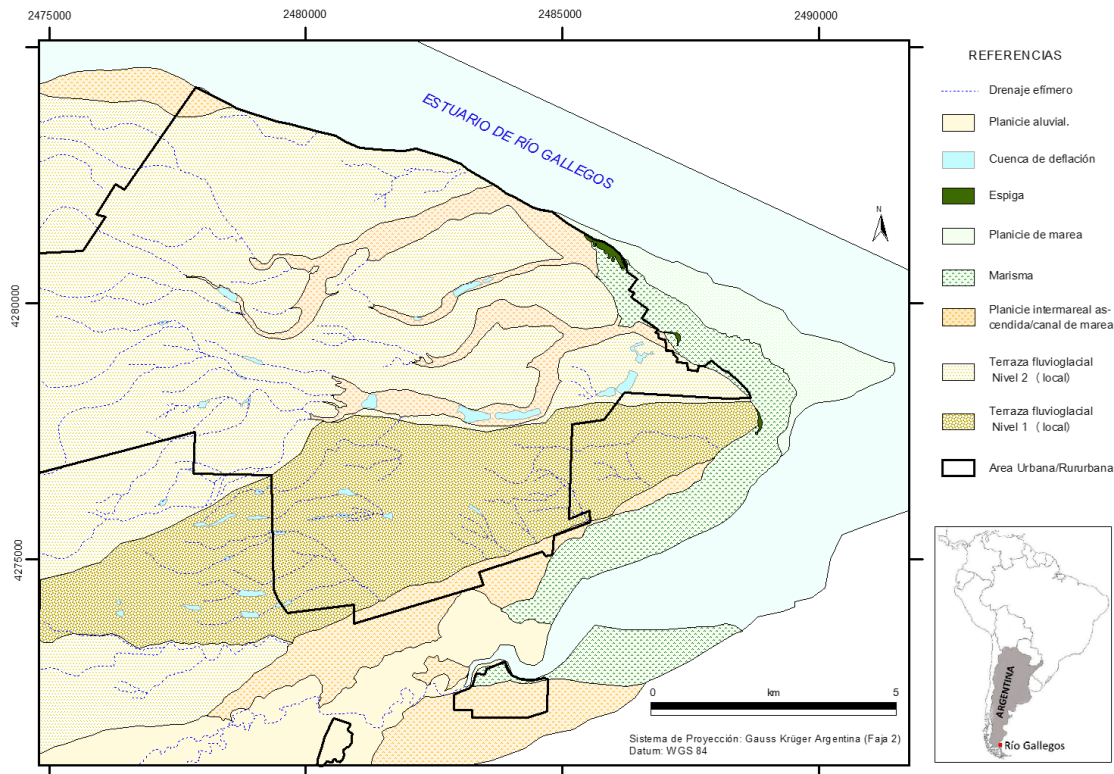 2475000
2480000
2485000
2490000
4280000
4275000
ESTUARIO DE RÍO GALLEGOS
N
REFERENCIAS
Drenaje efímero
Planicie aluvial.
Cuenca de deflación
Espiga
Planicie de marea
Marisma
Planicie intermareal as-
cendida/canal de marea
Terraza fluvioglacial
Nivel 2 (local)
Terraza fluvioglacial
Nivel 1 (local)
Area Urbana/Rururbana
0 km 5
Sistema de Proyección: Gauss Krüger Argentina (Faja 2)
Datum: WGS 84
ARGENTINA
Río Gallegos